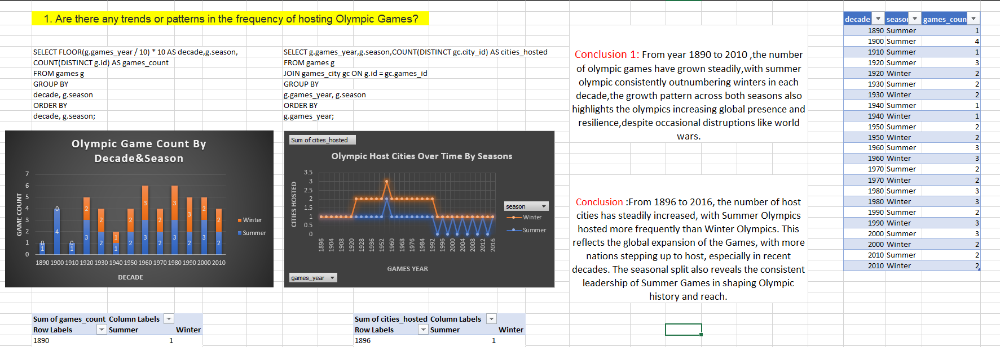 1. Are there any trends or patterns in the frequency of hosting Olympic Games?
SELECT FLOOR(g.games_year / 10) * 10 AS decade,g.season,
COUNT(DISTINCT g.id) AS games_count
FROM games g
GROUP BY
decade, g.season
ORDER BY
decade, g.season;
SELECT g.games_year,g.season,COUNT(DISTINCT gc.city_id) AS cities_hosted
FROM games g
JOIN games_city gc ON g.id = gc.games_id
GROUP BY
g.games_year, g.season
ORDER BY
g.games_year;
Conclusion 1: From year 1890 to 2010 ,the number
of olympic games have grown steadily,with summer
olympic consistently outnumbering winters in each
decade,the growth pattern across both seasons also
highlights the olympics increasing global presence and
resilience,despite occasional distruptions like world
wars.
Conclusion :From 1896 to 2016, the number of host
cities has steadily increased, with Summer Olympics
hosted more frequently than Winter Olympics. This
reflects the global expansion of the Games, with more
nations stepping up to host, especially in recent
decades. The seasonal split also reveals the consistent
leadership of Summer Games in shaping Olympic
history and reach.
decade season games_coun
1890 Summer 1
1900 Summer 4
1910 Summer 1
1920 Summer 3
1920 Winter 2
1930 Summer 2
1930 Winter 2
1940 Summer 1
1940 Winter 1
1950 Summer 2
1950 Winter 2
1960 Summer 3
1960 Winter 3
1970 Summer 2
1970 Winter 2
1980 Summer 3
1980 Winter 3
1990 Summer 2
1990 Winter 3
2000 Summer 3
2000 Winter 2
2010 Summer 2
2010 Winter 2
Olympic Game Count By
Decade&Season
GAME COUNT
7
6
5
4
3
2
1
0
0 0 0 2 2 1 2 3 2 3 3 2 2
1 4 1 3 2 1 2 3 2 3 2 3 2
1890 1900 1910 1920 1930 1940 1950 1960 1970 1980 1990 2000 2010
DECADE
Winter
Summer
Sum of cities_hosted
Olympic Host Cities Over Time By Seasons
CITIES HOSTED
3.5
3
2.5
2
1.5
1
0.5
0
1896 1904 1908 1920 1928 1936 1952 1960 1968 1976 1984 1992 1996 2000 2004 2008 2012 2016
GAMES YEAR
season
Winter
Summer
games_year
Sum of games_count Column Labels
Row Labels Summer Winter
1890 1
Sum of cities_hosted Column Labels
Row Labels Summer Winter
1896 1